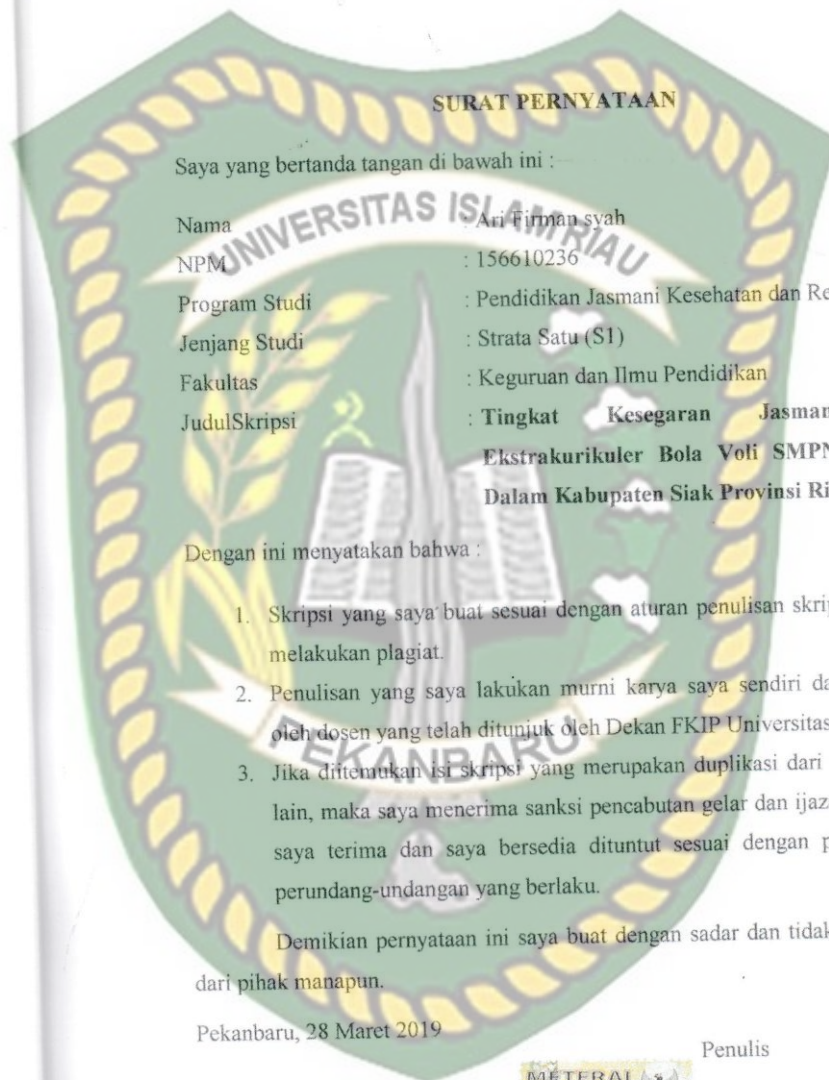 SURAT PERNYATAAN
Saya yang bertanda tangan di bawah ini :
UNIVERSITAS ISLAM RIAU
Nama : Ari Firman syah
NPM : 156610236
Program Studi : Pendidikan Jasmani Kesehatan dan Re
Jenjang Studi : Strata Satu (S1)
Fakultas : Keguruan dan Ilmu Pendidikan
JudulSkripsi : Tingkat Kesegaran Jasman
Ekstrakurikuler Bola Voli SMPN
Dalam Kabupaten Siak Provinsi Ri
Dengan ini menyatakan bahwa :
1. Skripsi yang saya buat sesuai dengan aturan penulisan skrip
melakukan plagiat.
2. Penulisan yang saya lakukan murni karya saya sendiri da
oleh dosen yang telah ditunjuk oleh Dekan FKIP Universitas
PEKANBARU
3. Jika diitemukan isi skripsi yang merupakan duplikasi dari
lain, maka saya menerima sanksi pencabutan gelar dan ijaz
saya terima dan saya bersedia dituntut sesuai dengan p
perundang-undangan yang berlaku.
Demikian pernyataan ini saya buat dengan sadar dan tidak
dari pihak manapun.
Pekanbaru, 28 Maret 2019
Penulis
METERAI